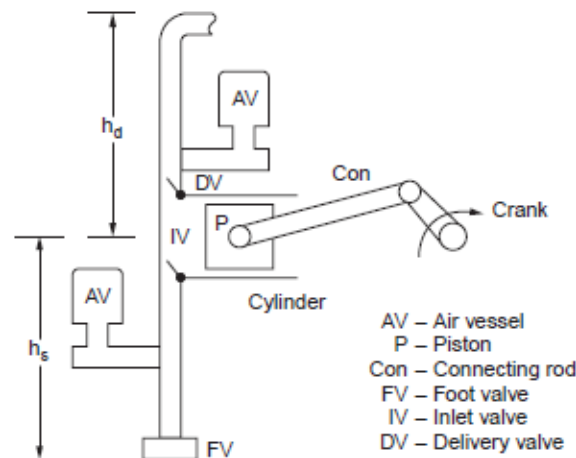 AV
h_d
DV
Con
P
Crank
IV
Cylinder
AV
h_s
FV
AV – Air vessel
P – Piston
Con – Connecting rod
FV – Foot valve
IV – Inlet valve
DV – Delivery valve